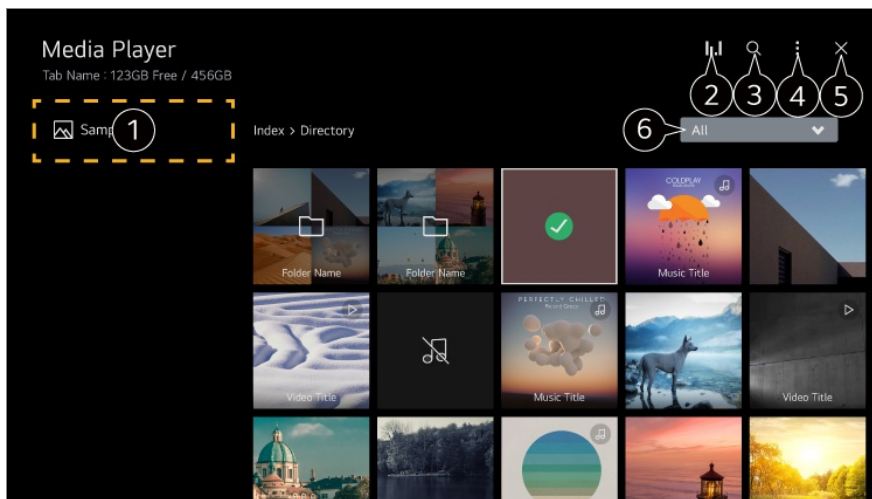 Media Player
Tab Name : 123GB Free / 456GB
1
2
3
4
5
6
All
Index > Directory
Folder Name
Folder Name
COLDPLAY
Music Title
Video Title
PERFECTLY CHILLED
Music Title
Video Title